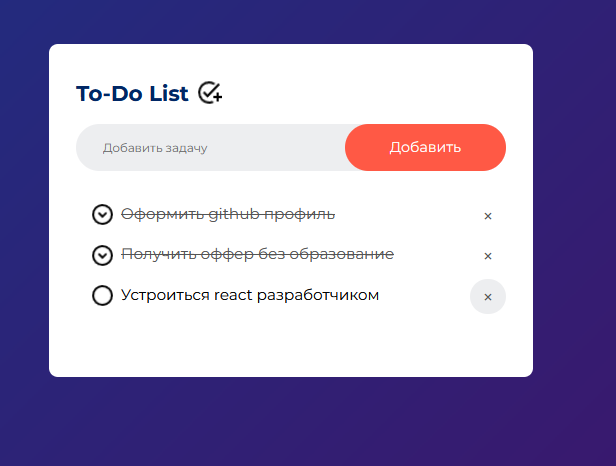 To-Do List
Добавить задачу
Добавить
Оформить github профиль ×
Получить оффер без образование ×
Устроиться react разработчиком ×